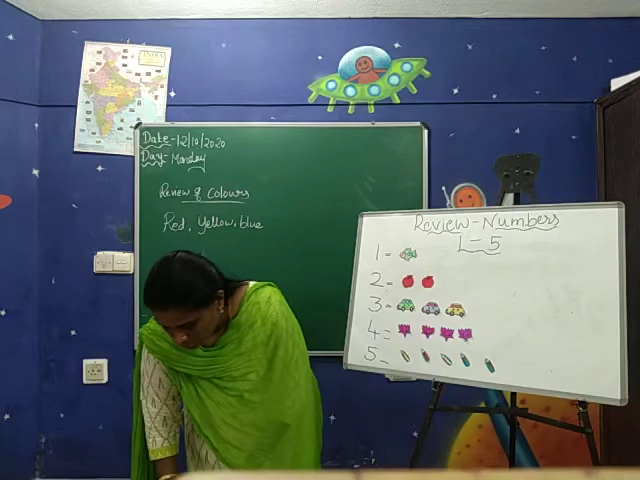 INDIA
Date-12/10/2020
Day-Monday
Review of Colours
Red, Yellow, blue
Review-Numbers
1-5
1-
2-
3-
4-
5-